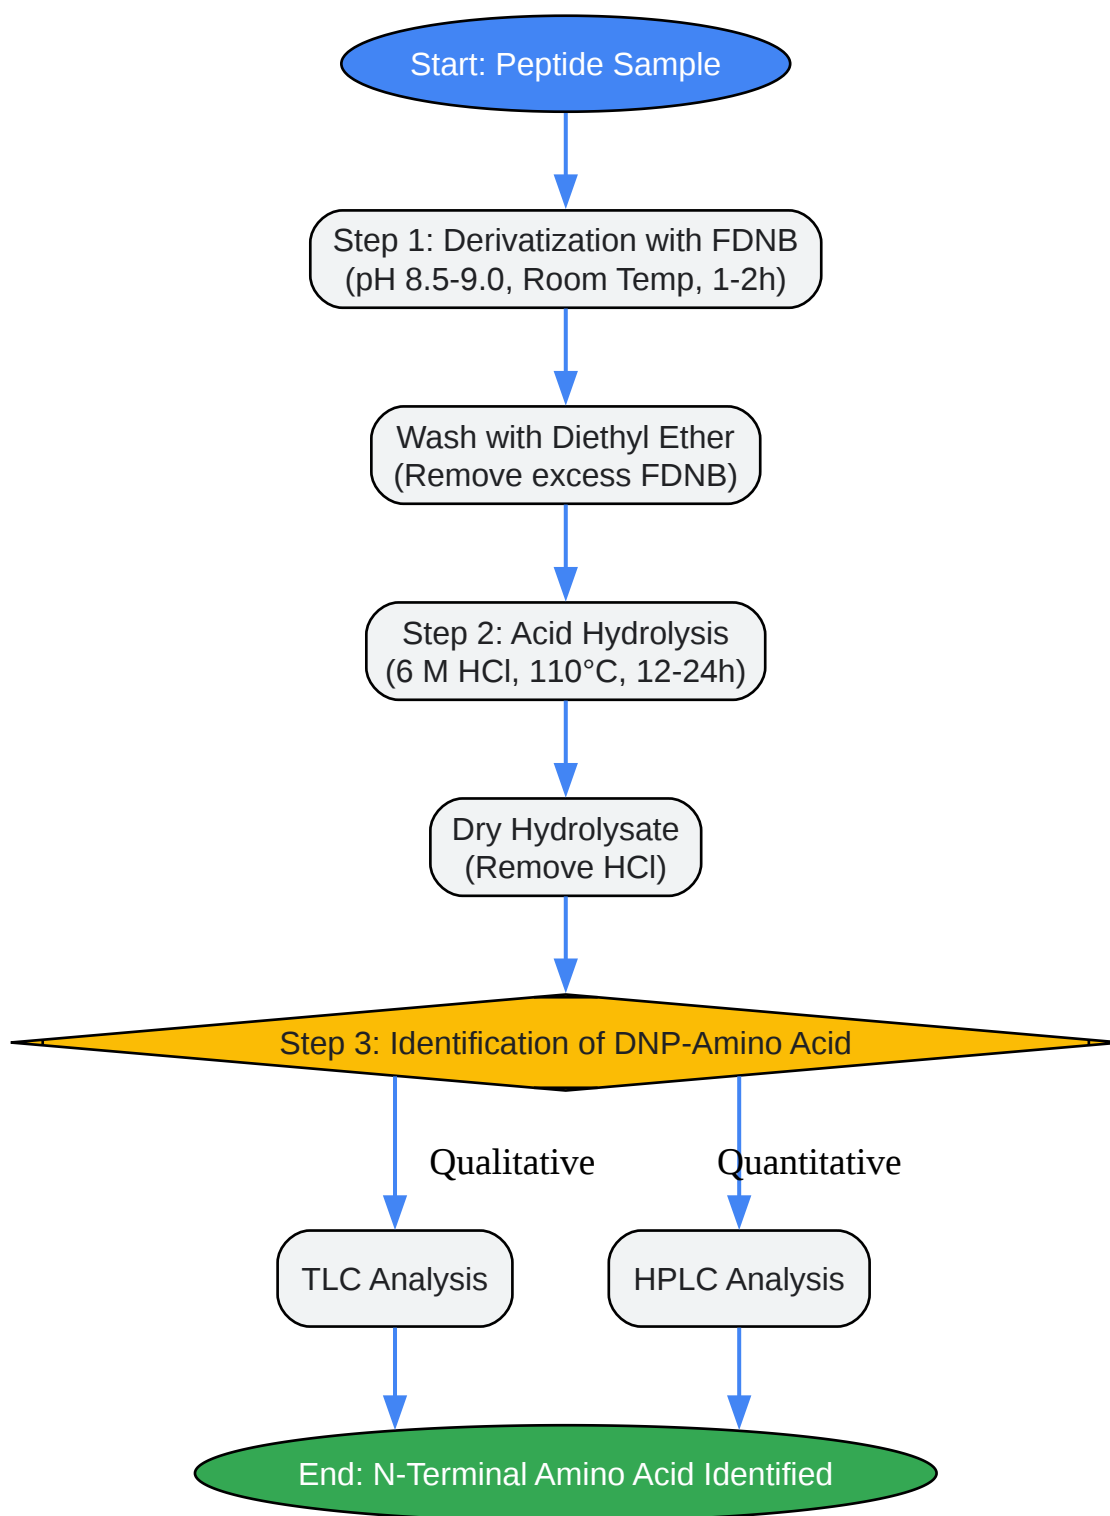 Start: Peptide Sample
Step 1: Derivatization with FDNB
(pH 8.5-9.0, Room Temp, 1-2h)
Wash with Diethyl Ether
(Remove excess FDNB)
Step 2: Acid Hydrolysis
(6 M HCl, 110°C, 12-24h)
Dry Hydrolysate
(Remove HCl)
Step 3: Identification of DNP-Amino Acid
Qualitative
Quantitative
TLC Analysis
HPLC Analysis
End: N-Terminal Amino Acid Identified